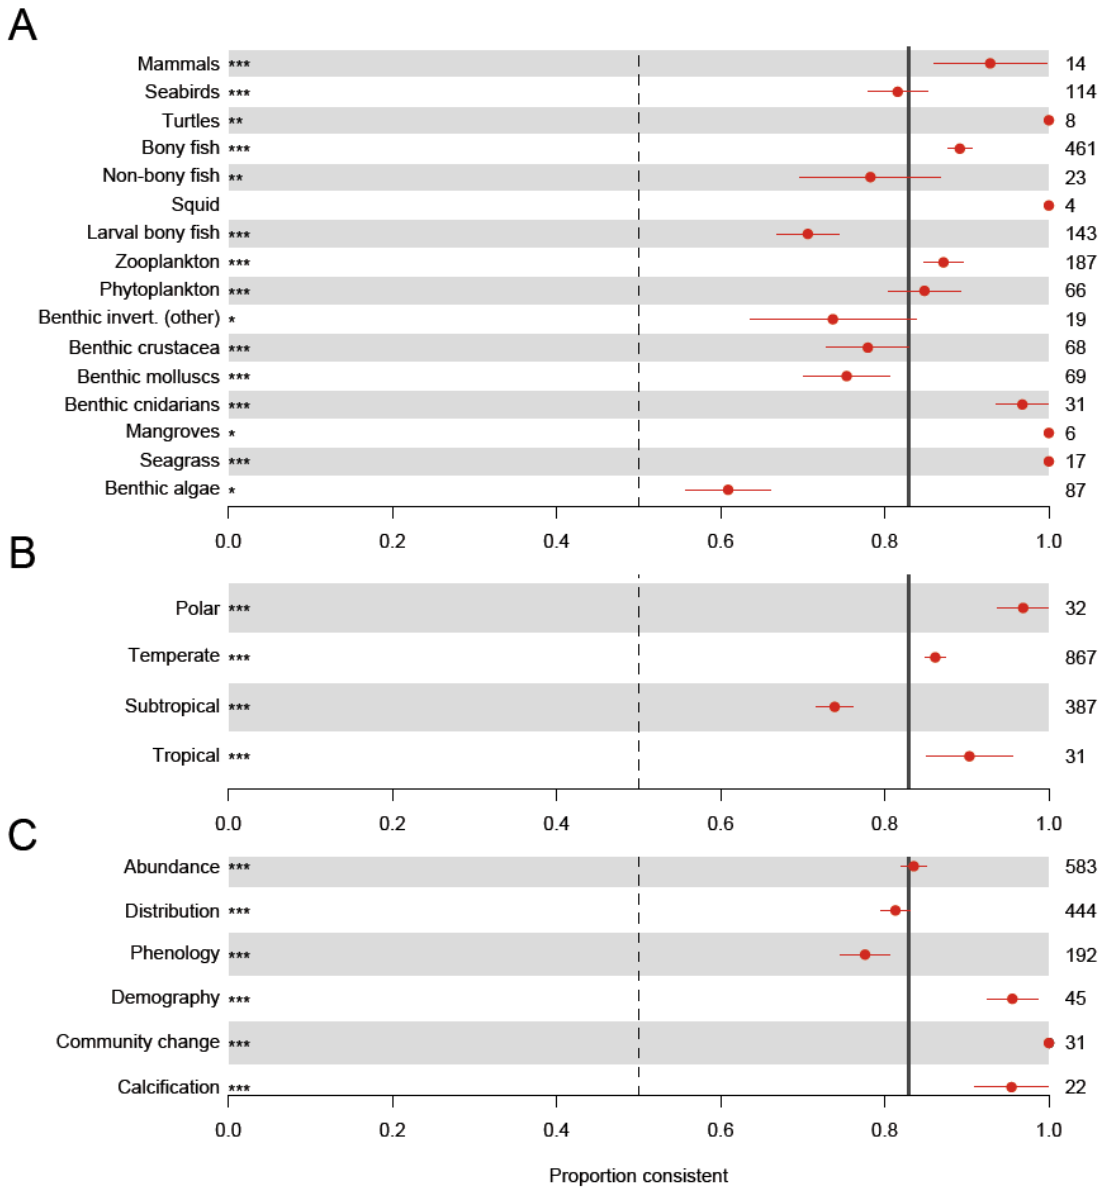 A
Mammals *** 14
Seabirds *** 114
Turtles ** 8
Bony fish *** 461
Non-bony fish ** 23
Squid 4
Larval bony fish *** 143
Zooplankton *** 187
Phytoplankton *** 66
Benthic invert. (other) * 19
Benthic crustacea *** 68
Benthic molluscs *** 69
Benthic cnidarians *** 31
Mangroves * 6
Seagrass *** 17
Benthic algae * 87
0.0 0.2 0.4 0.6 0.8 1.0
B
Polar *** 32
Temperate *** 867
Subtropical *** 387
Tropical *** 31
0.0 0.2 0.4 0.6 0.8 1.0
C
Abundance *** 583
Distribution *** 444
Phenology *** 192
Demography *** 45
Community change *** 31
Calcification *** 22
0.0 0.2 0.4 0.6 0.8 1.0
Proportion consistent